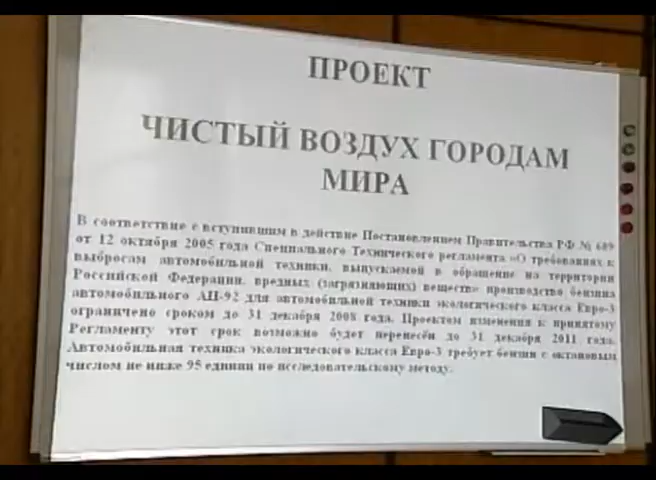 ПРОЕКТ
ЧИСТЫЙ ВОЗДУХ ГОРОДАМ
МИРА
В соответствие с вступившим в действие Постановлением Правительства РФ № 609
от 12 октября 2005 года Специального Технического регламента «О требованиях к
выбросам автомобильной техники, выпускаемой в обращение на территории
Российской Федерации, вредных (загрязняющих) веществ» производство бензина
автомобильного АИ-92 для автомобильной техники экологического класса Евро-3
ограничено сроком до 31 декабря 2008 года. Проектом изменения к принятому
Регламенту этот срок возможно будет перенесён до 31 декабря 2011 года.
Автомобильная техника экологического класса Евро-3 требует бензин с октановым
числом не ниже 95 единиц по исследовательскому методу.